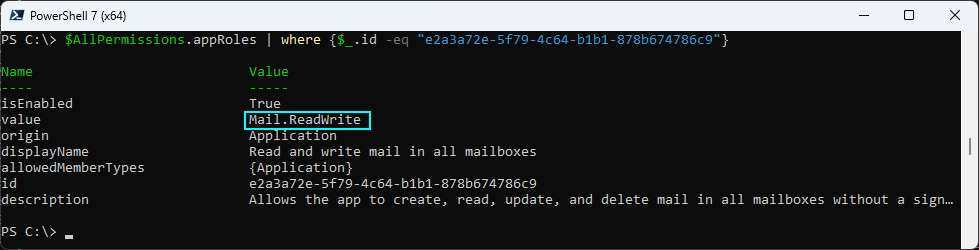 PowerShell 7 (x64)
PS C:\> $AllPermissions.appRoles | where {$_.id -eq "e2a3a72e-5f79-4c64-b1b1-878b674786c9"}
Name Value
---- -----
isEnabled True
value Mail.ReadWrite
origin Application
displayName Read and write mail in all mailboxes
allowedMemberTypes {Application}
id e2a3a72e-5f79-4c64-b1b1-878b674786c9
description Allows the app to create, read, update, and delete mail in all mailboxes without a sign…
PS C:\>